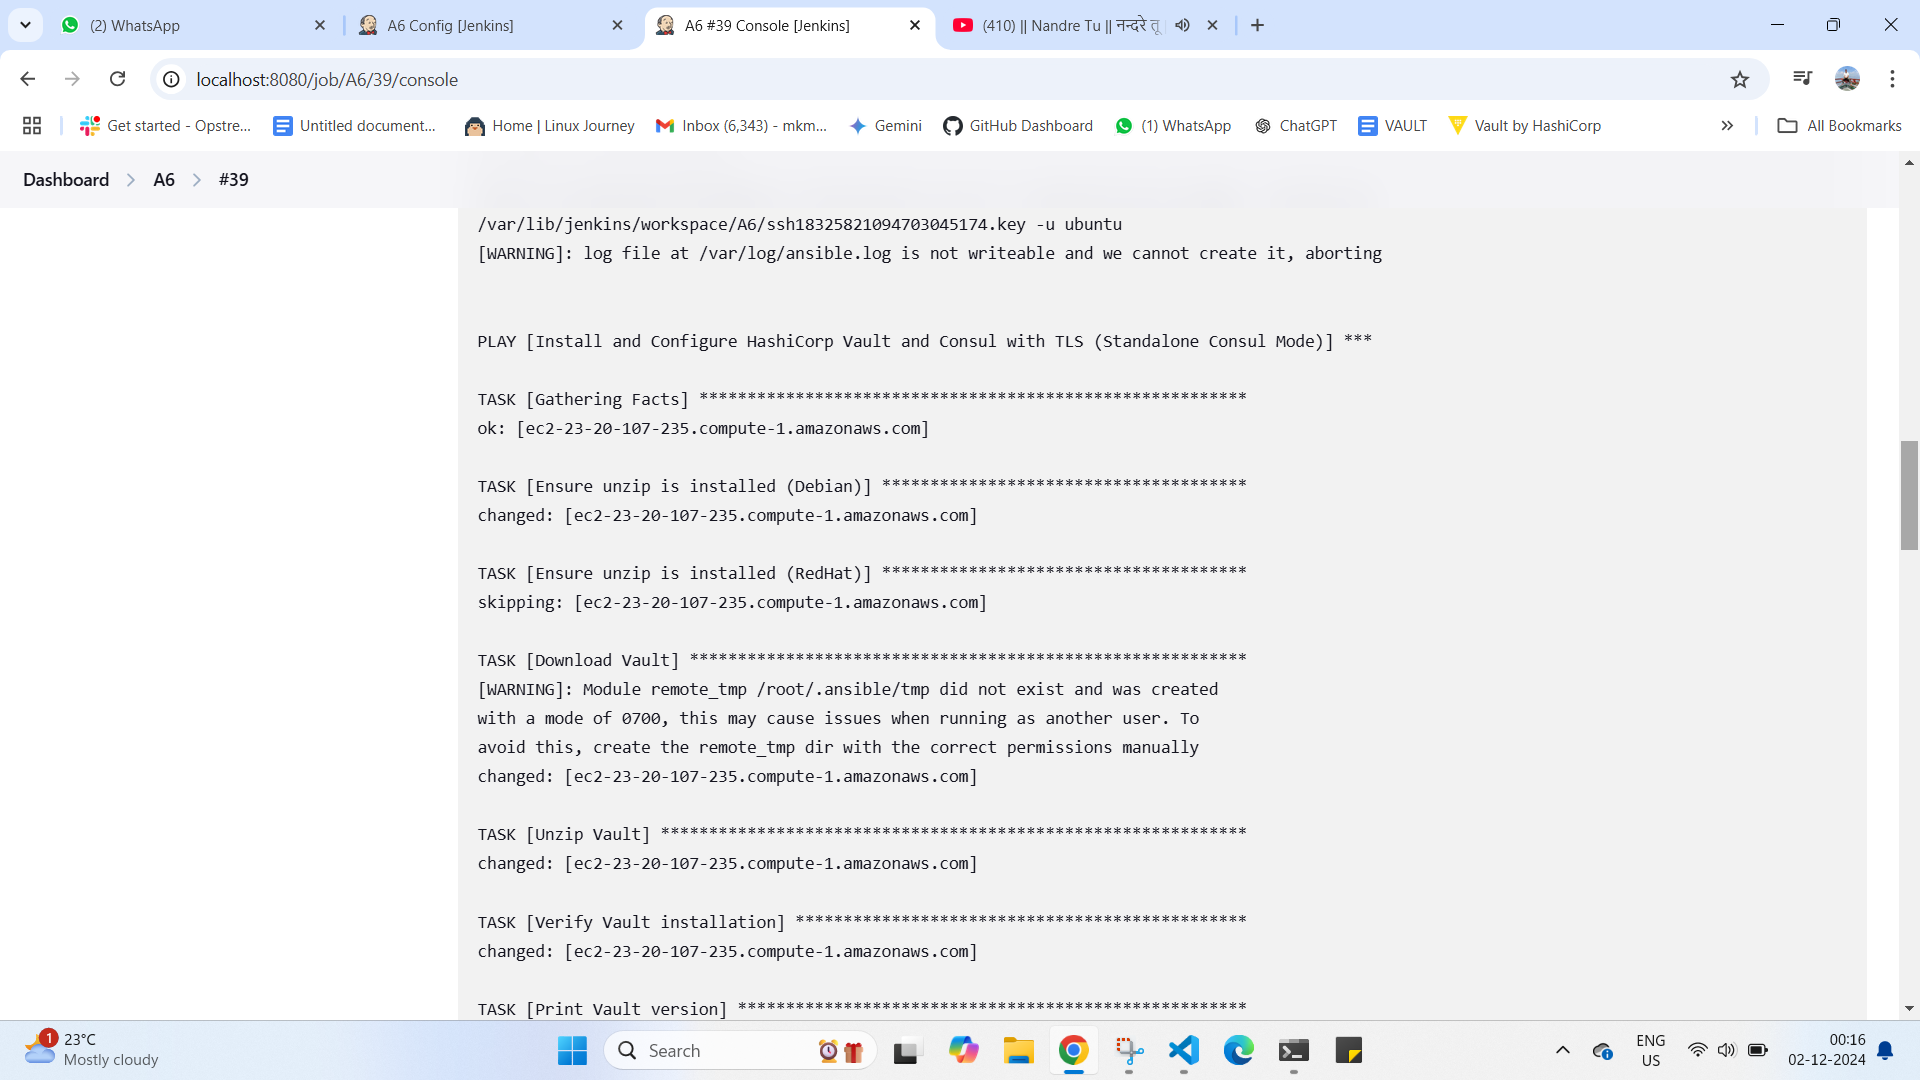 (2) WhatsApp
A6 Config [Jenkins]
A6 #39 Console [Jenkins]
(410) || Nandre Tu || नन्दरे तू
localhost:8080/job/A6/39/console
Get started - Opstre...
Untitled document...
Home | Linux Journey
Inbox (6,343) - mkm...
Gemini
GitHub Dashboard
(1) WhatsApp
ChatGPT
VAULT
Vault by HashiCorp
All Bookmarks
Dashboard
A6
#39
/var/lib/jenkins/workspace/A6/ssh18325821094703045174.key -u ubuntu
[WARNING]: log file at /var/log/ansible.log is not writeable and we cannot create it, aborting
PLAY [Install and Configure HashiCorp Vault and Consul with TLS (Standalone Consul Mode)] ***
TASK [Gathering Facts] *********************************************************
ok: [ec2-23-20-107-235.compute-1.amazonaws.com]
TASK [Ensure unzip is installed (Debian)] **************************************
changed: [ec2-23-20-107-235.compute-1.amazonaws.com]
TASK [Ensure unzip is installed (RedHat)] **************************************
skipping: [ec2-23-20-107-235.compute-1.amazonaws.com]
TASK [Download Vault] **********************************************************
[WARNING]: Module remote_tmp /root/.ansible/tmp did not exist and was created
with a mode of 0700, this may cause issues when running as another user. To
avoid this, create the remote_tmp dir with the correct permissions manually
changed: [ec2-23-20-107-235.compute-1.amazonaws.com]
TASK [Unzip Vault] *************************************************************
changed: [ec2-23-20-107-235.compute-1.amazonaws.com]
TASK [Verify Vault installation] ***********************************************
changed: [ec2-23-20-107-235.compute-1.amazonaws.com]
TASK [Print Vault version] *****************************************************
1
23°C
Mostly cloudy
Search
ENG
US
00:16
02-12-2024